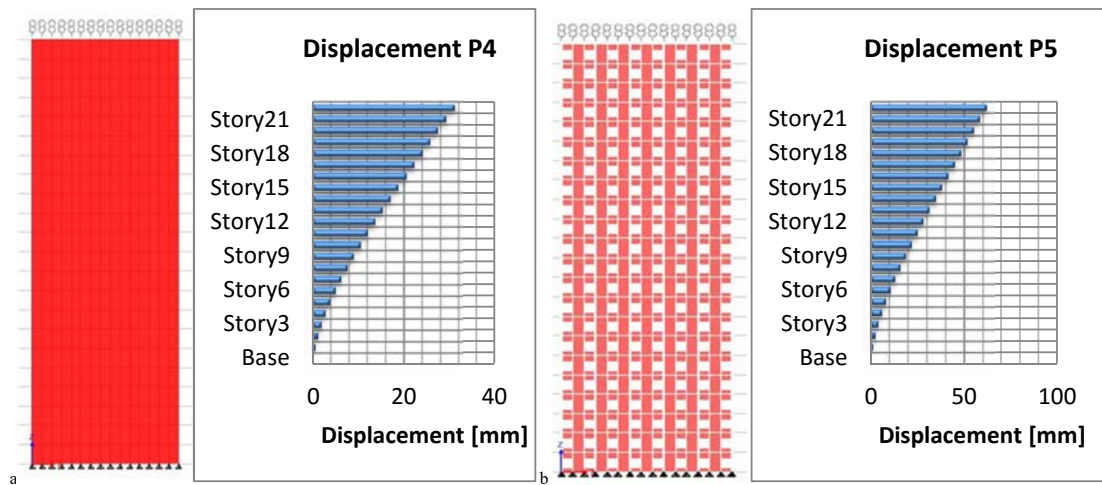 Displacement P4
Story21
Story18
Story15
Story12
Story9
Story6
Story3
Base
0 20 40
Displacement [mm]
z
a
Displacement P5
Story21
Story18
Story15
Story12
Story9
Story6
Story3
Base
0 50 100
Displacement [mm]
z
b